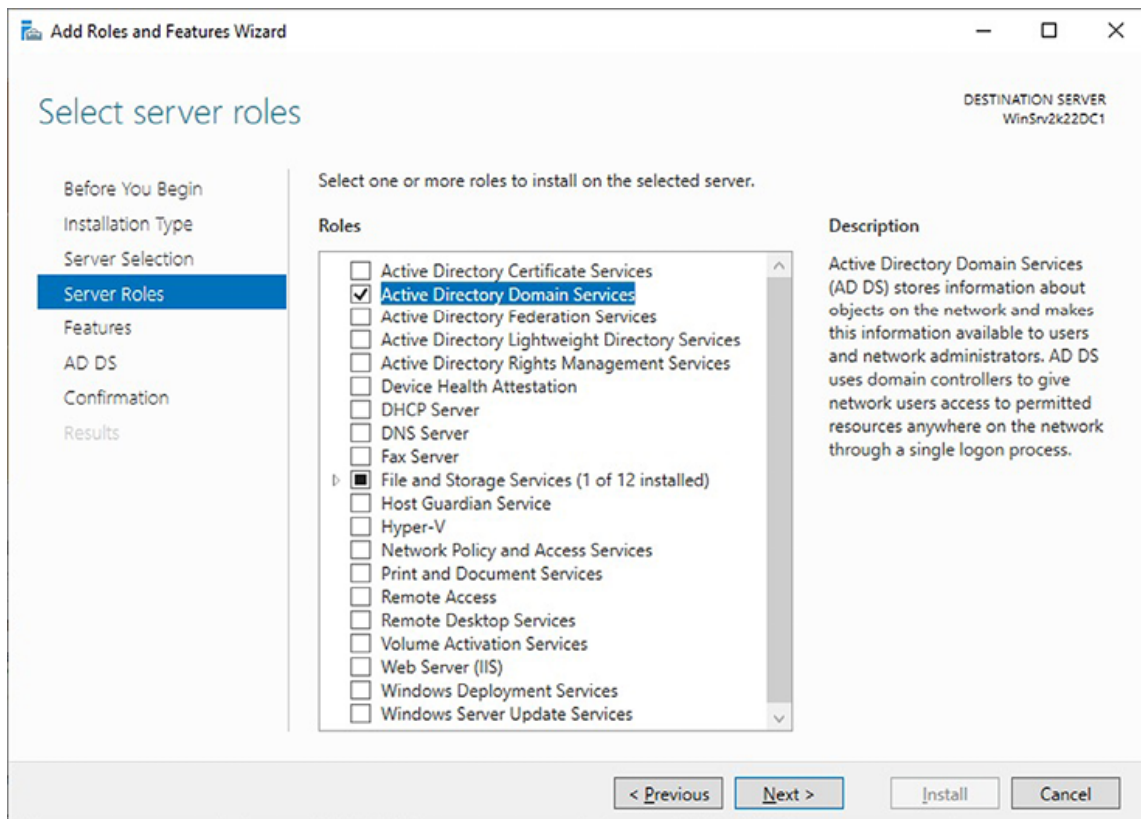 Add Roles and Features Wizard
Select server roles
DESTINATION SERVER
WinSrv2k22DC1
Before You Begin
Installation Type
Server Selection
Server Roles
Features
AD DS
Confirmation
Results
Select one or more roles to install on the selected server.
Roles
Active Directory Certificate Services
Active Directory Domain Services
Active Directory Federation Services
Active Directory Lightweight Directory Services
Active Directory Rights Management Services
Device Health Attestation
DHCP Server
DNS Server
Fax Server
File and Storage Services (1 of 12 installed)
Host Guardian Service
Hyper-V
Network Policy and Access Services
Print and Document Services
Remote Access
Remote Desktop Services
Volume Activation Services
Web Server (IIS)
Windows Deployment Services
Windows Server Update Services
Description
Active Directory Domain Services
(AD DS) stores information about
objects on the network and makes
this information available to users
and network administrators. AD DS
uses domain controllers to give
network users access to permitted
resources anywhere on the network
through a single logon process.
< Previous
Next >
Install
Cancel